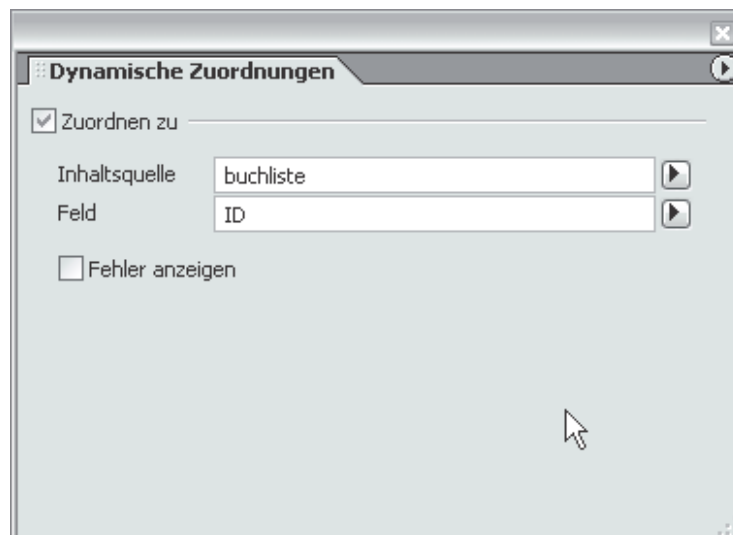 Dynamische Zuordnungen
Zuordnen zu
Inhaltsquelle buchliste
Feld ID
Fehler anzeigen